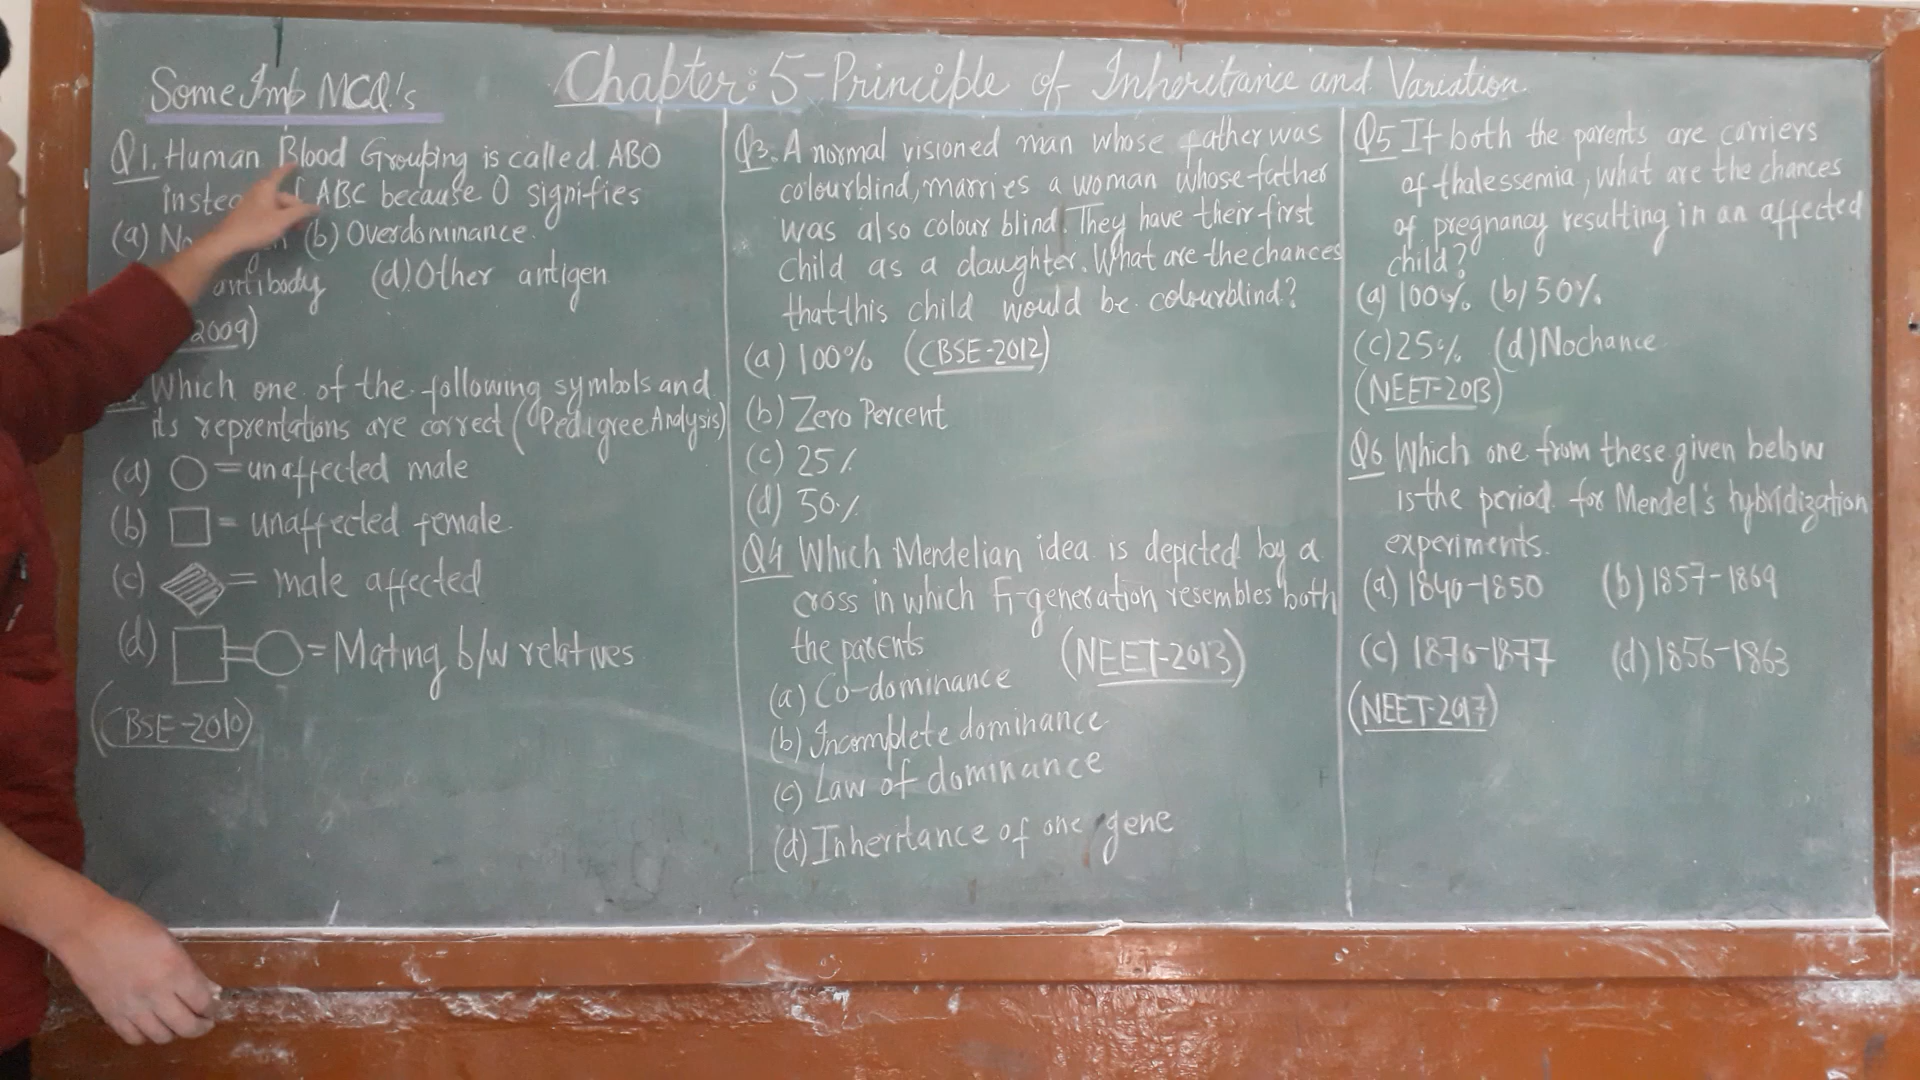 Some Imp MCQ's
Chapter: 5-Principle of Inheritance and Variation.
Q1. Human Blood Grouping is called ABO
ABC because O signifies
(a) (b) Overdominance.
antibody (d) Other antigen
2009)
Which one of the following symbols and
its reprentations are correct (Pedigree Analysis)
(a) = unaffected male
(b) = unaffected female
(c) = male affected
(d) = Mating b/w relatives
(CBSE-2010)
Q3. A normal visioned man whose father was
colourblind, marries a woman whose father
was also colour blind. They have their first
child as a daughter. What are the chances
that this child would be colourblind?
(a) 100% (CBSE-2012)
(b) Zero Percent
(c) 25%
(d) 50%
Q4 Which Mendelian idea is depicted by a
cross in which F1-generation resembles both
the parents (NEET-2013)
(a) Co-dominance
(b) Incomplete dominance
(c) Law of dominance
(d) Inheritance of one gene
Q5 If both the parents are carriers
of thalessemia, what are the chances
of pregnancy resulting in an affected
child?
(a) 100% (b) 50%
(c) 25% (d) Nochance
(NEET-2013)
Q6 Which one from these given below
is the period for Mendel's hybridization
experiments.
(a) 1840-1850 (b) 1857-1869
(c) 1870-1877 (d) 1856-1863
(NEET-2017)